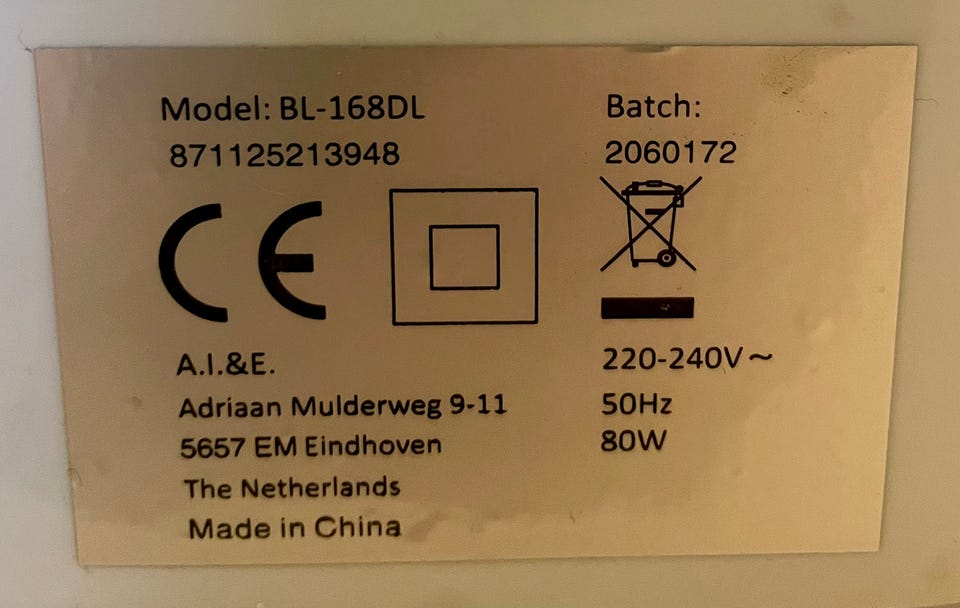 Model: BL-168DL
871125213948
Batch:
2060172
CE
A.I.&E.
Adriaan Mulderweg 9-11
5657 EM Eindhoven
The Netherlands
Made in China
220-240V~
50Hz
80W